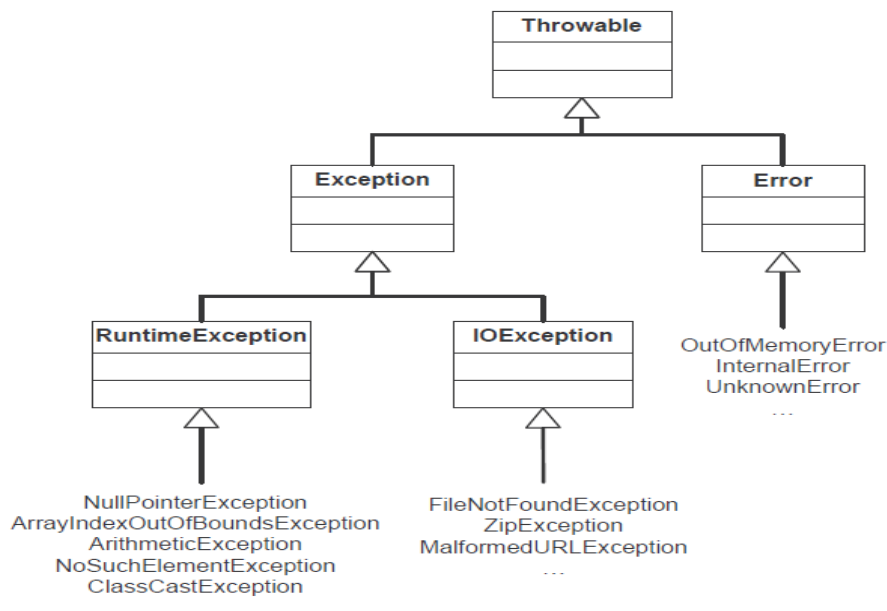 Throwable
Exception
Error
RuntimeException
IOException
OutOfMemoryError
InternalError
UnknownError
...
NullPointerException
ArrayIndexOutOfBoundsException
ArithmeticException
NoSuchElementException
ClassCastException
FileNotFoundException
ZipException
MalformedURLException
...